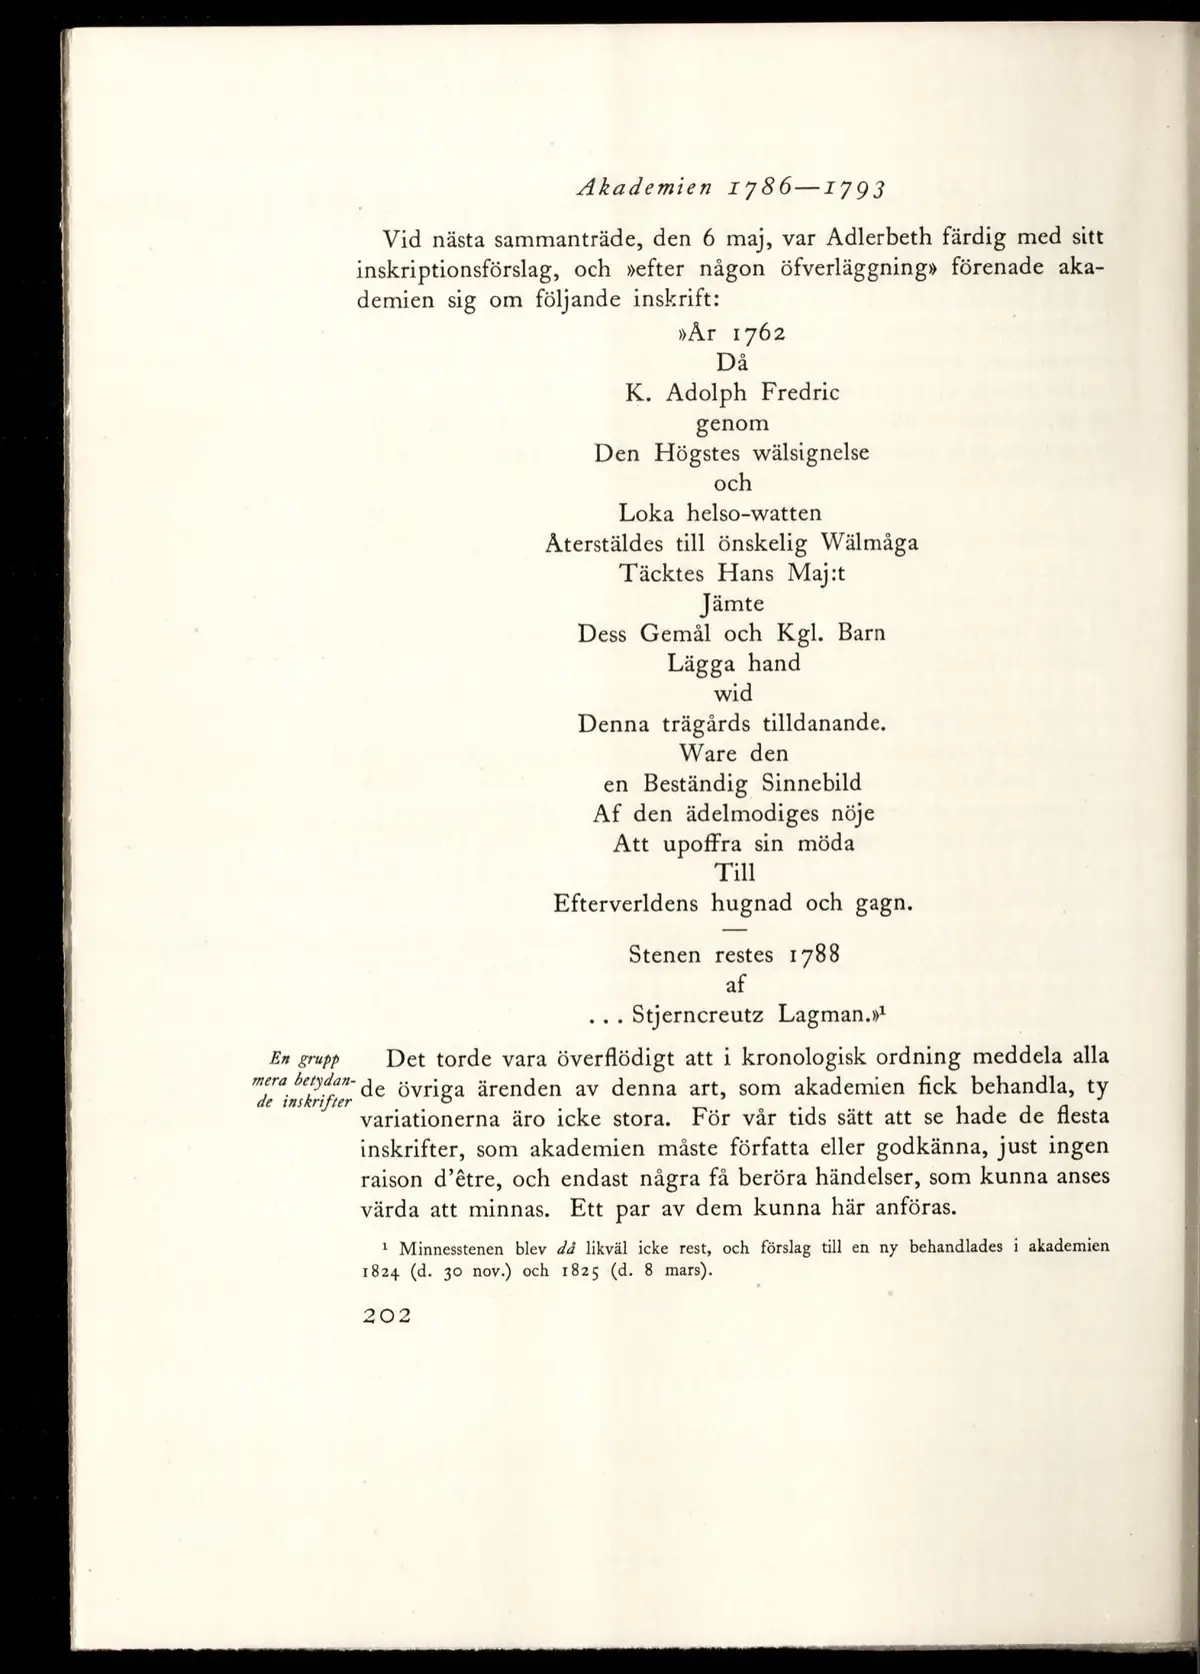 Akademien 1786—1793
Vid nästa sammanträde, den 6 maj, var Adlerbeth färdig med sitt
inskriptionsförslag, och »efter någon öfverläggning» förenade aka-
demien sig om följande inskrift:
»År 1762
Då
K. Adolph Fredric
genom
Den Högstes wälsignelse
och
Loka helso-watten
Återställdes till önskelig Wälmåga
Täcktes Hans Maj:t
Jämte
Dess Gemål och Kgl. Barn
Lägga hand
wid
Denna trägårds tilldanande.
Ware den
en Beständig Sinnebild
Af den ädelmodiges nöje
Att upoffra sin möda
Till
Efterverldens hugnad och gagn.
Stenen restes 1788
af
... Stjerncreutz Lagman.»¹
En grupp
mera betydan-
de inskrifter
Det torde vara överflödigt att i kronologisk ordning meddela alla
de övriga ärenden av denna art, som akademien fick behandla, ty
variationerna äro icke stora. För vår tids sätt att se hade de flesta
inskrifter, som akademien måste författa eller godkänna, just ingen
raison d'être, och endast några få beröra händelser, som kunna anses
värda att minnas. Ett par av dem kunna här anföras.
¹ Minnesstenen blev då likväl icke rest, och förslag till en ny behandlades i akademien
1824 (d. 30 nov.) och 1825 (d. 8 mars).
202